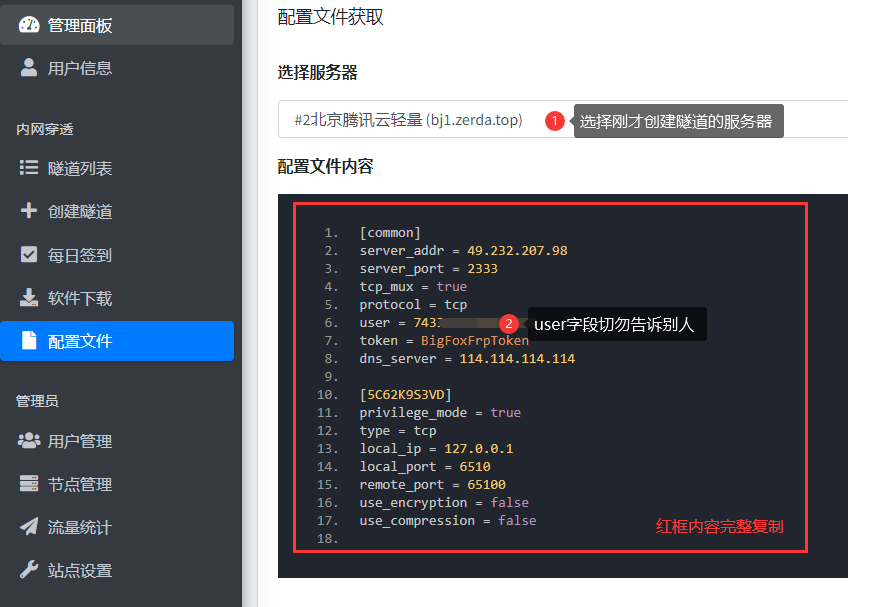 管理面板
用户信息
内网穿透
隧道列表
创建隧道
每日签到
软件下载
配置文件
管理员
用户管理
节点管理
流量统计
站点设置
配置文件获取
选择服务器
#2北京腾讯云轻量 (bj1.zerda.top)
1 选择刚才创建隧道的服务器
配置文件内容
1. [common]
2. server_addr = 49.232.207.98
3. server_port = 2333
4. tcp_mux = true
5. protocol = tcp
6. user = 743
2 user字段切勿告诉别人
7. token = BigFoxFrpToken
8. dns_server = 114.114.114.114
9.
10. [5C62K9S3VD]
11. privilege_mode = true
12. type = tcp
13. local_ip = 127.0.0.1
14. local_port = 6510
15. remote_port = 65100
16. use_encryption = false
17. use_compression = false
18.
红框内容完整复制